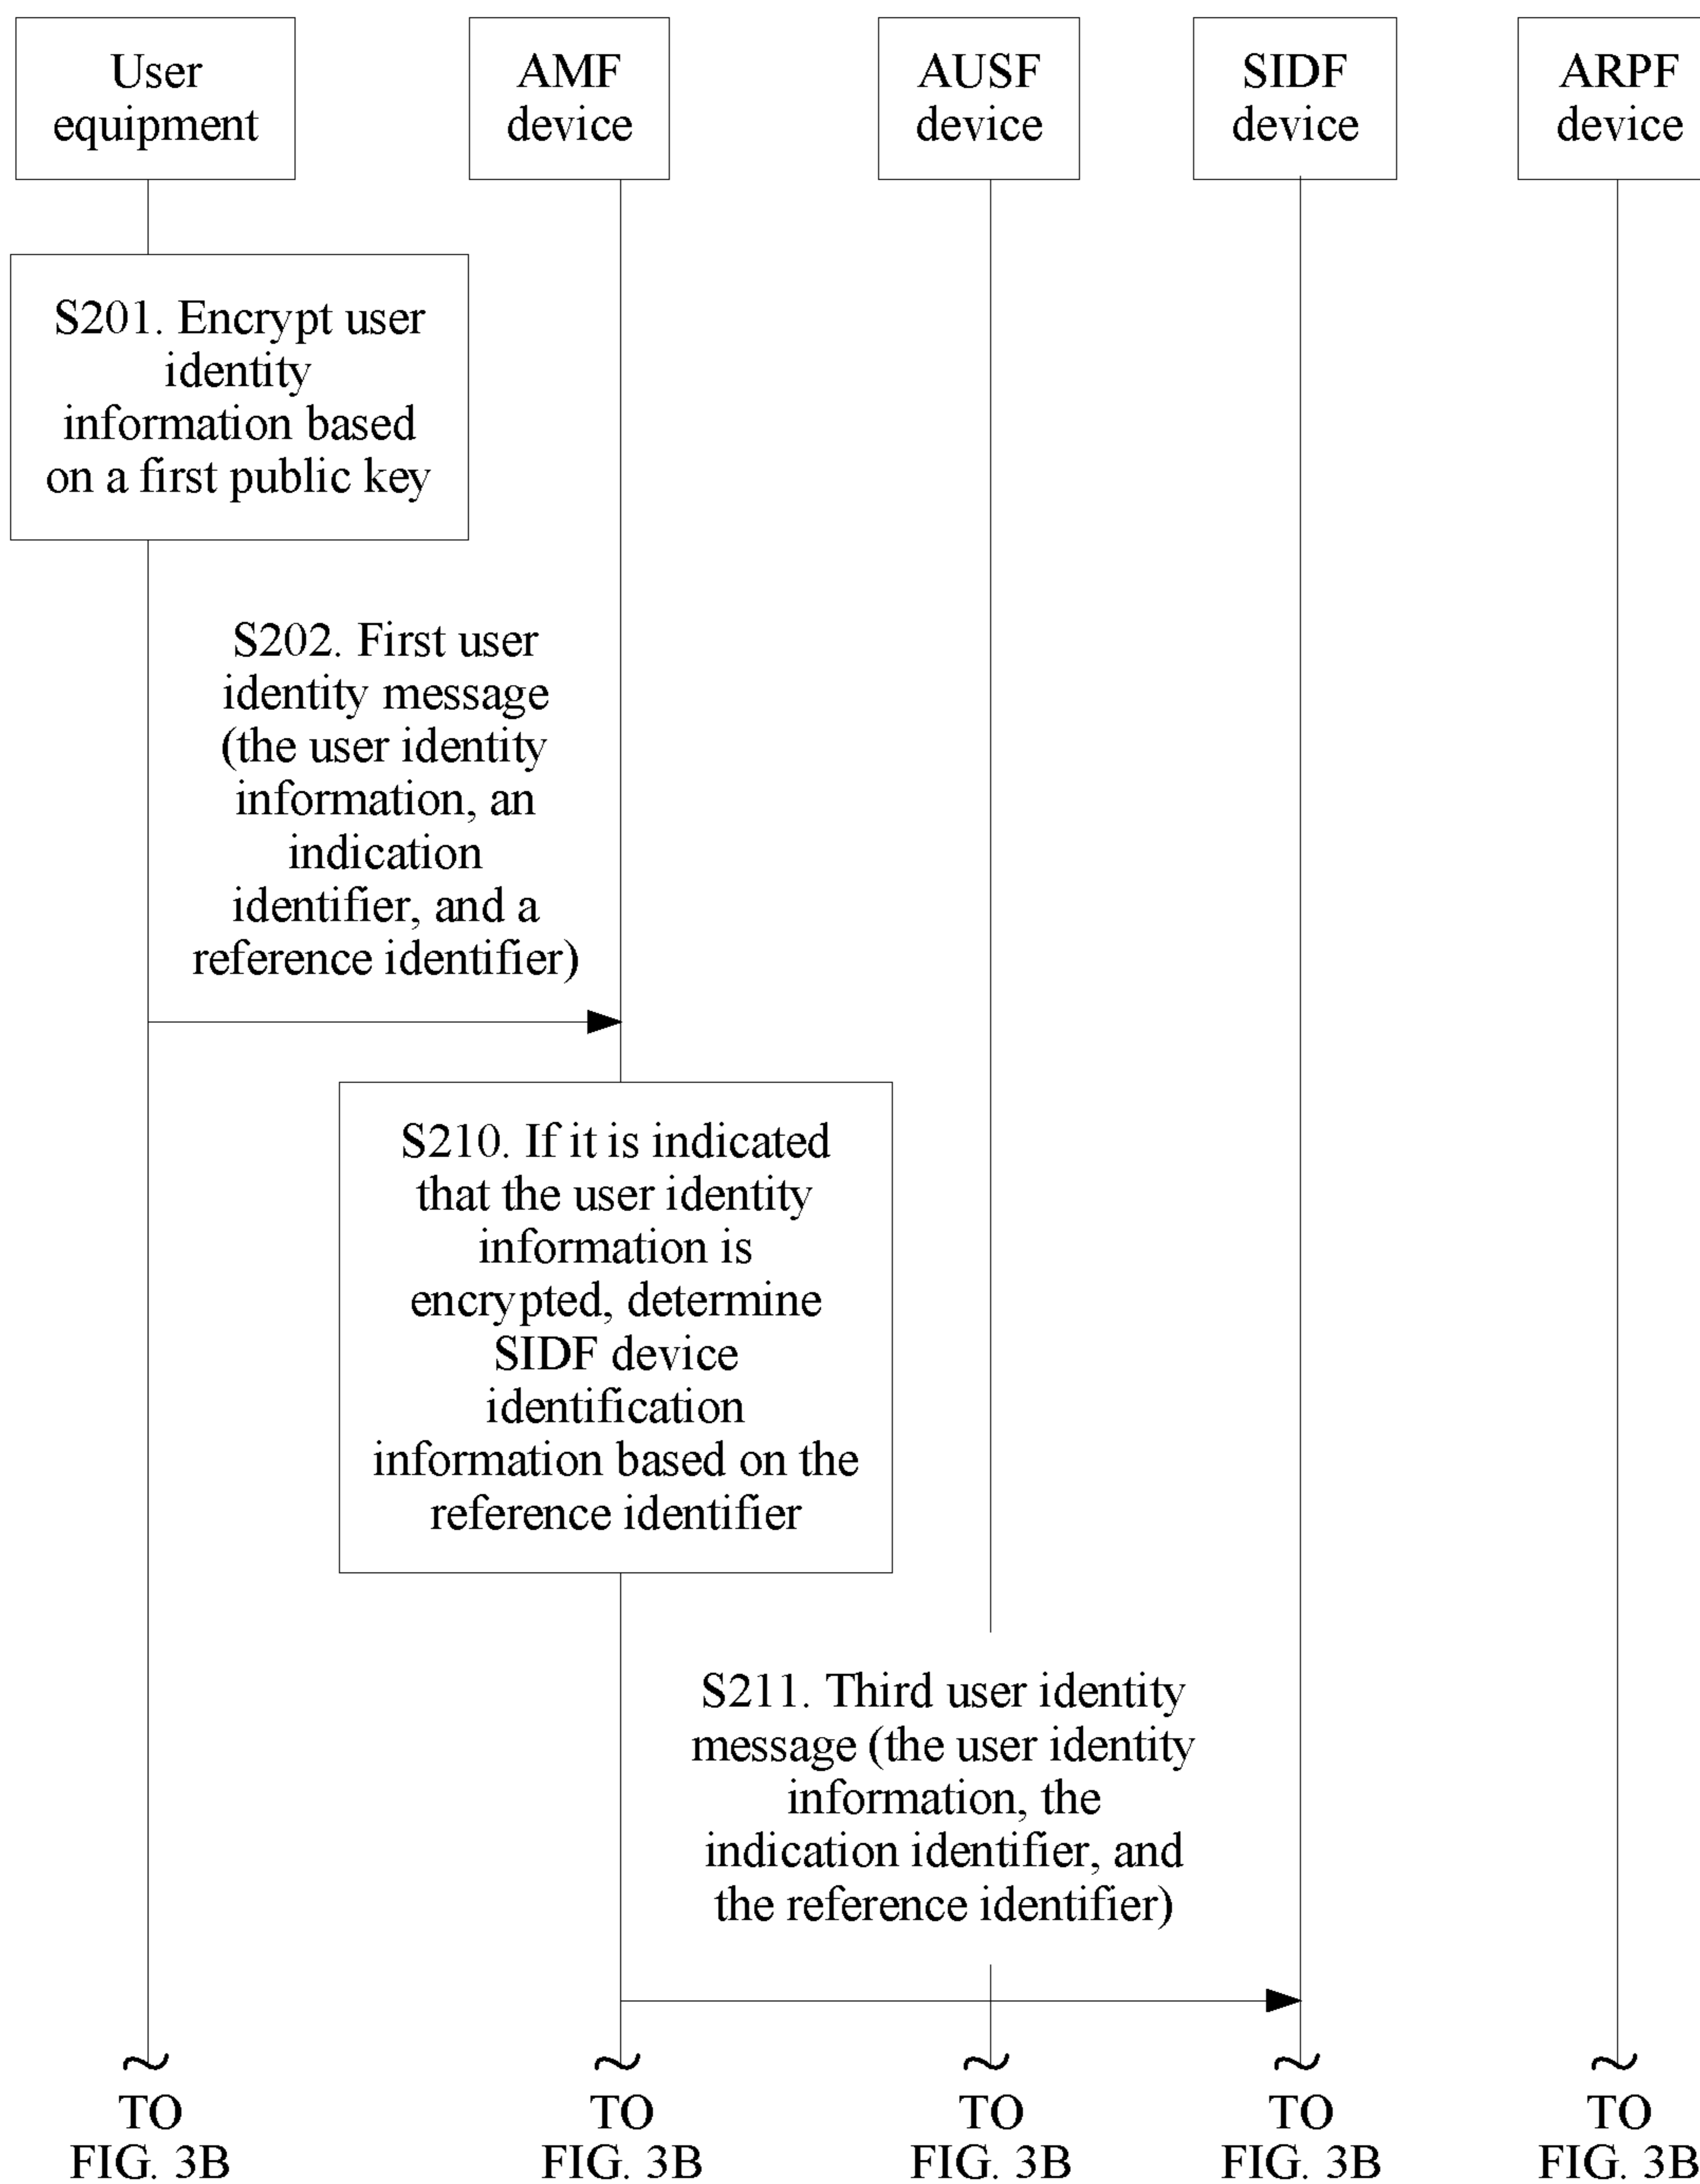 User
equipment
AMF
device
AUSF
device
SIDF
device
ARPF
device
S201. Encrypt user
identity
information based
on a first public key
S202. First user
identity message
(the user identity
information, an
indication
identifier, and a
reference identifier)
S210. If it is indicated
that the user identity
information is
encrypted, determine
SIDF device
identification
information based on the
reference identifier
S211. Third user identity
message (the user identity
information, the
indication identifier, and
the reference identifier)
TO
FIG. 3B
TO
FIG. 3B
TO
FIG. 3B
TO
FIG. 3B
TO
FIG. 3B